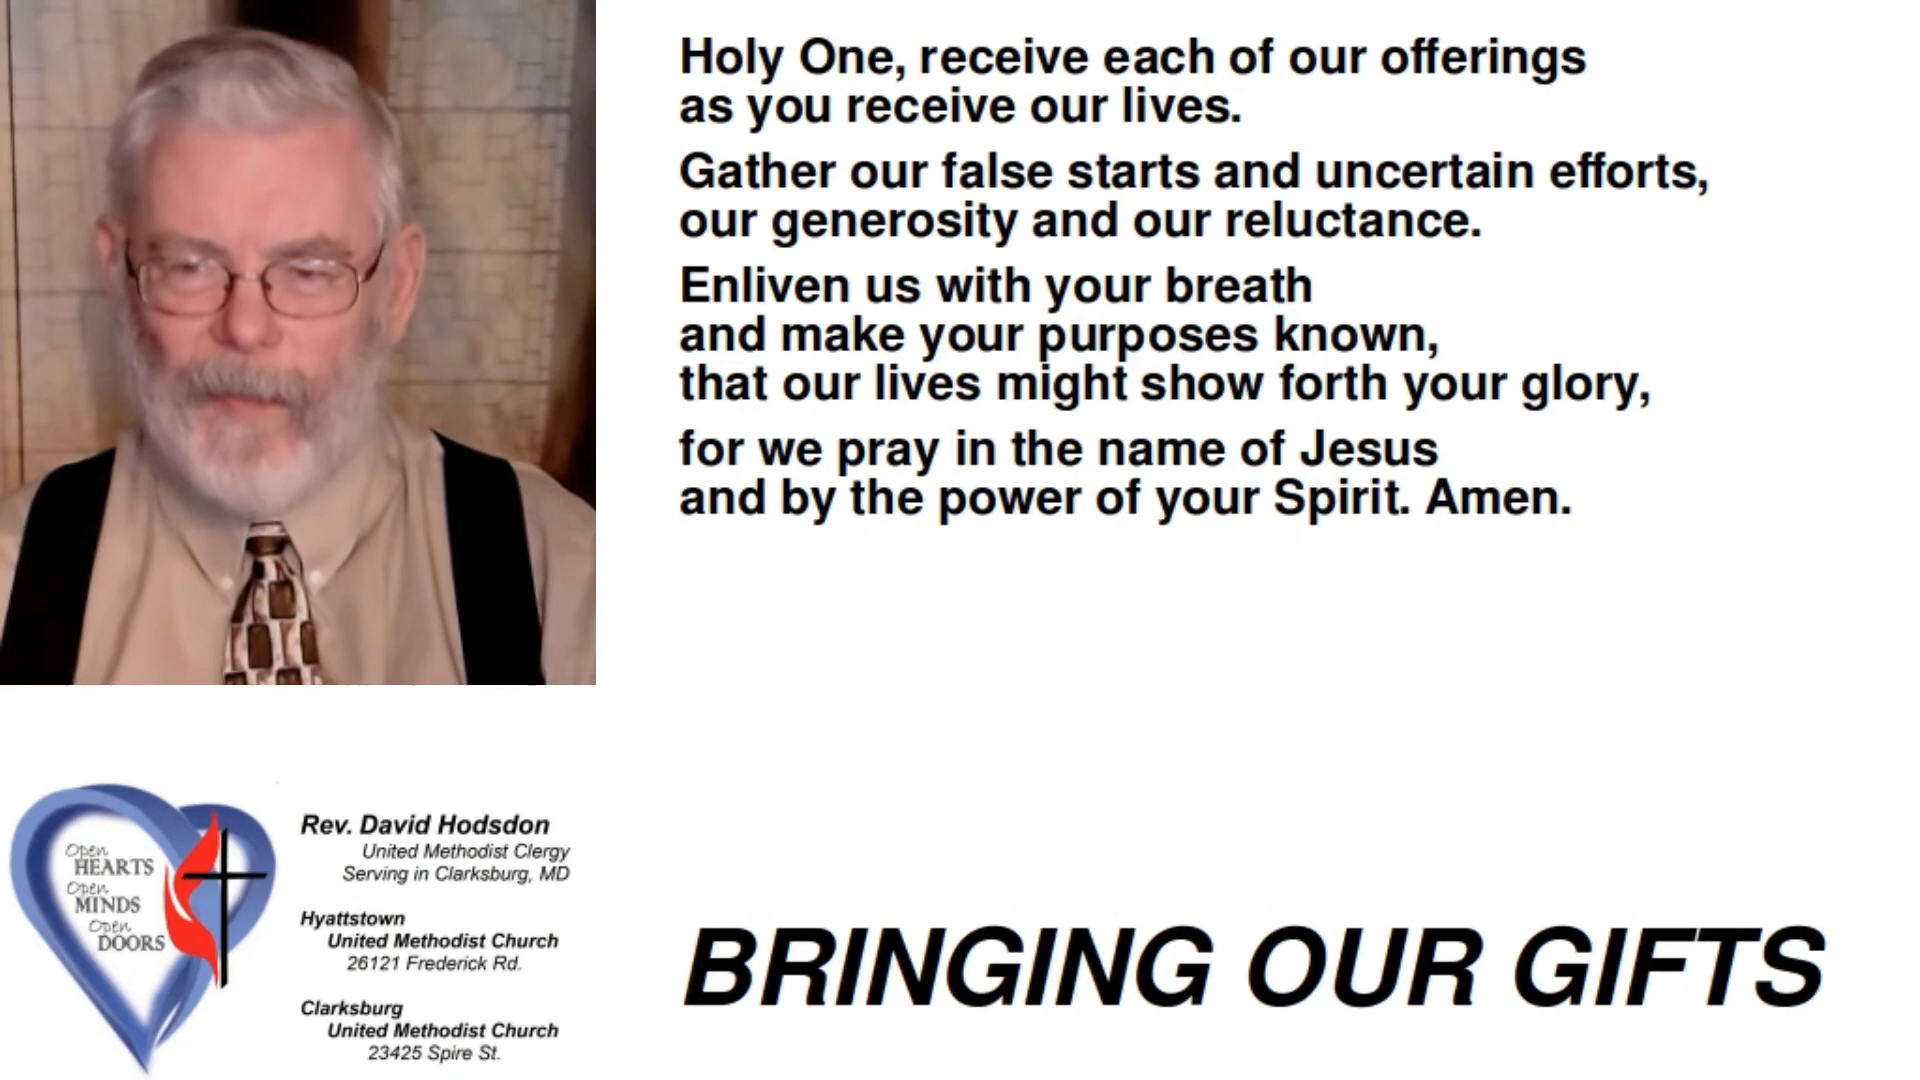 Holy One, receive each of our offerings
as you receive our lives.
Gather our false starts and uncertain efforts,
our generosity and our reluctance.
Enliven us with your breath
and make your purposes known,
that our lives might show forth your glory,
for we pray in the name of Jesus
and by the power of your Spirit. Amen.
Open
HEARTS
Open
MINDS
Open
DOORS
Rev. David Hodsdon
United Methodist Clergy
Serving in Clarksburg, MD
Hyattstown
United Methodist Church
26121 Frederick Rd.
Clarksburg
United Methodist Church
23425 Spire St.
BRINGING OUR GIFTS